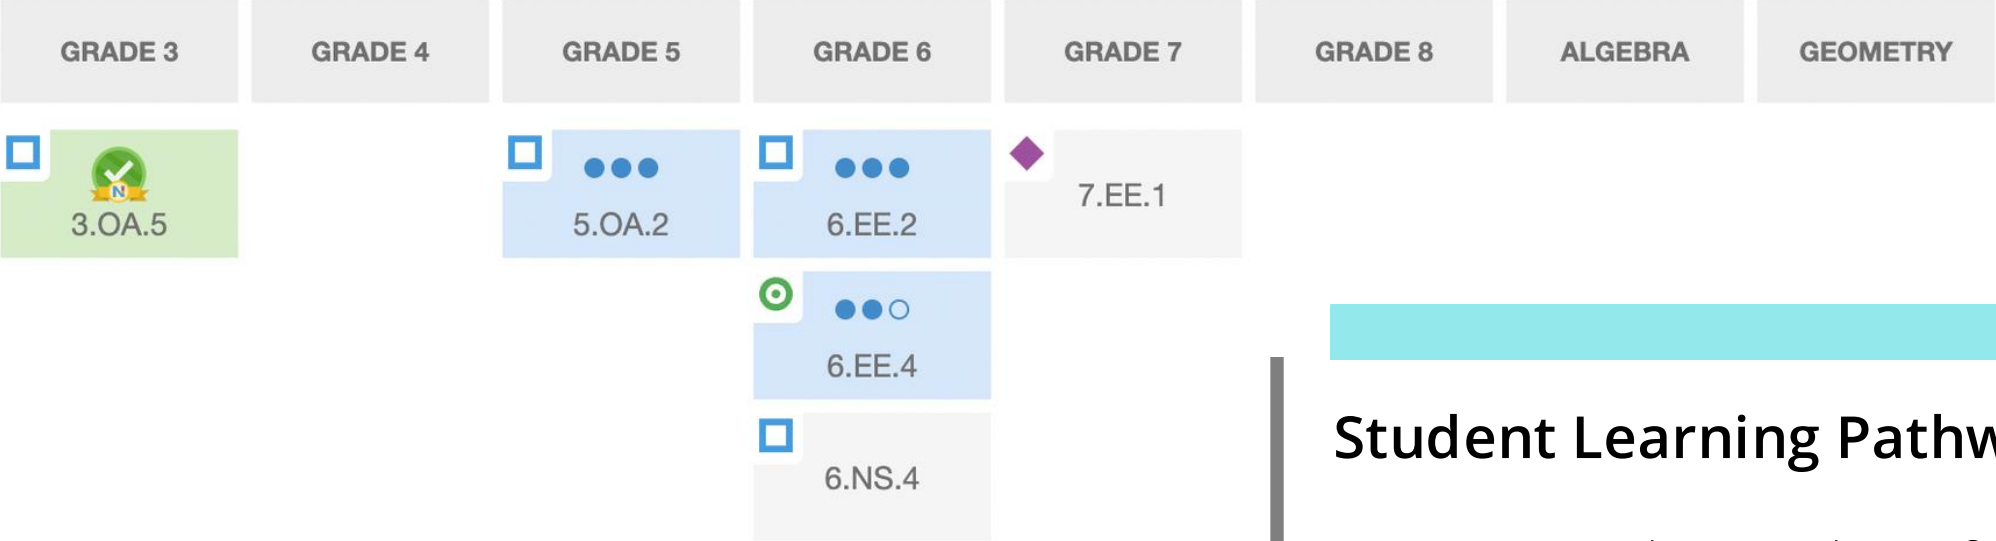 GRADE 3 GRADE 4 GRADE 5 GRADE 6 GRADE 7 GRADE 8 ALGEBRA GEOMETRY
N
3.OA.5 5.OA.2 6.EE.2 7.EE.1
6.EE.4
6.NS.4
Student Learning Pathw